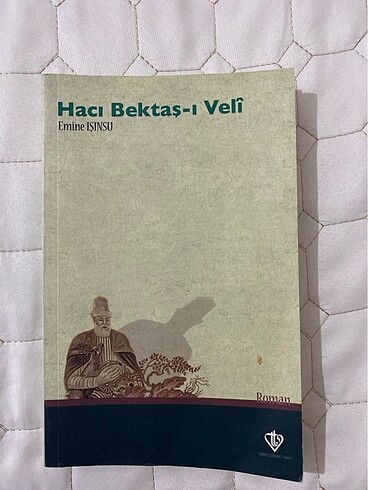 Hacı Bektaş-ı Velî
Emine IŞINSU
Roman